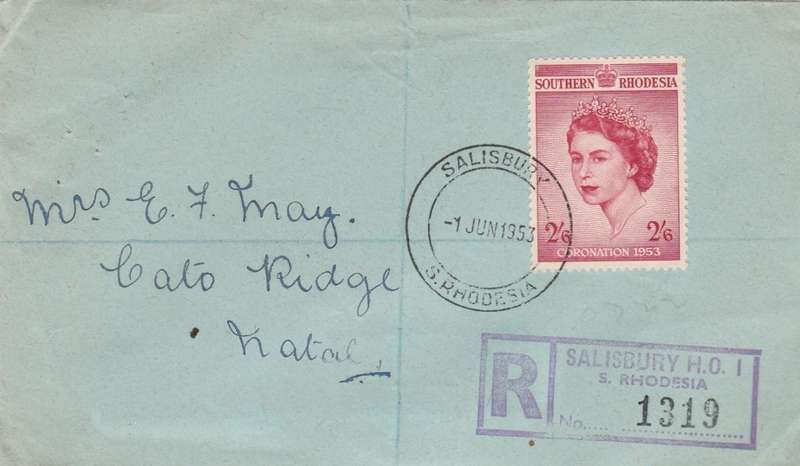 SOUTHERN RHODESIA
2/6 2/6
CORONATION 1953
SALISBURY
-1 JUN 1953
S. RHODESIA
Mrs E. F. May.
Cato Ridge
Natal,
R
SALISBURY H.O. 1
S. RHODESIA
No. 1319